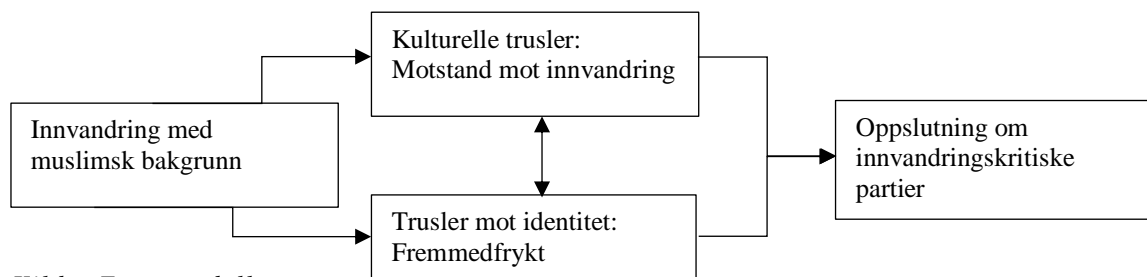 Kulturelle trusler:
Motstand mot innvandring
Innvandring med
muslimsk bakgrunn
Oppslutning om
innvandringskritiske
partier
Trusler mot identitet:
Fremmedfrykt